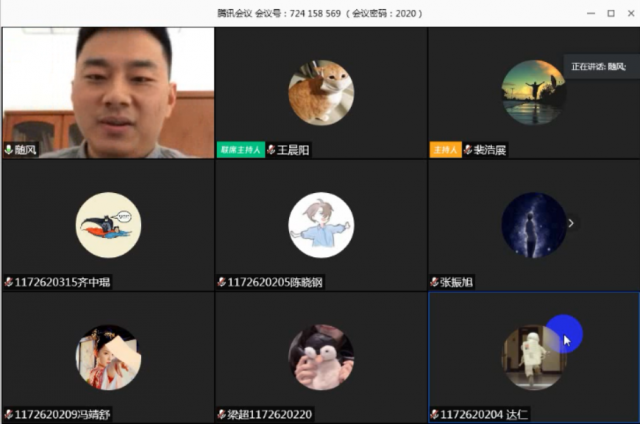 腾讯会议 会议号：724 158 569 （会议密码：2020）
正在讲话: 随风;
随风
联席主持人 王晨阳
主持人 裴浩展
1172620315齐中琨
1172620205陈晓钢
张振旭
1172620209冯靖舒
梁超1172620220
1172620204 达仁